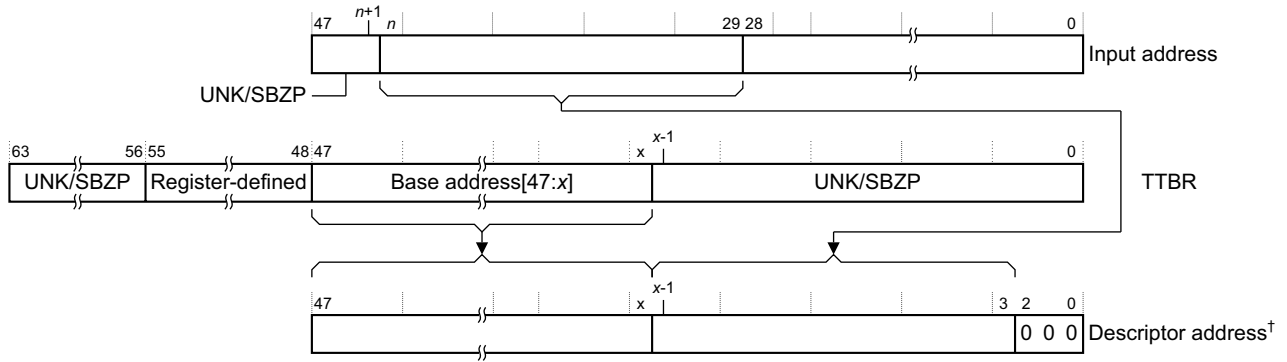 47 n+1 n 29 28 0
Input address
UNK/SBZP
x-1
63 56 55 48 47 x 0
UNK/SBZP Register-defined Base address[47:x] UNK/SBZP TTBR
x-1
47 x 3 2 0
0 0 0 Descriptor address†